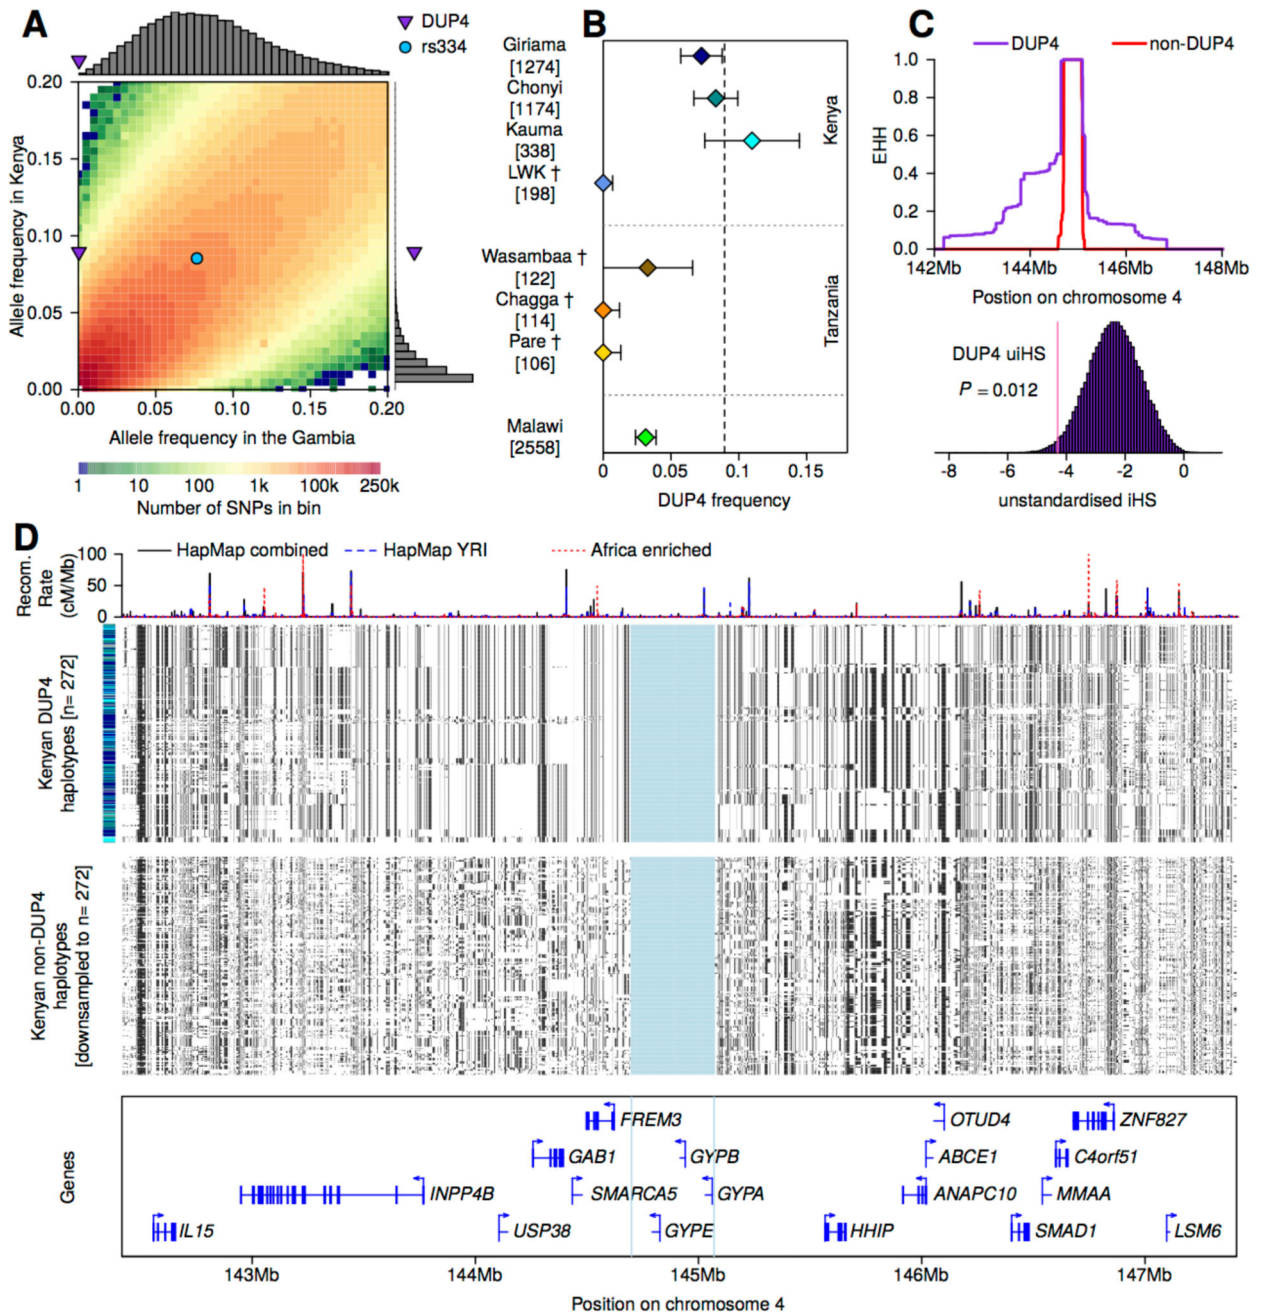 A
DUP4
rs334
Allele frequency in Kenya
0.20
0.15
0.10
0.05
0.00
0.00 0.05 0.10 0.15 0.20
Allele frequency in the Gambia
1 10 100 1k 100k 250k
Number of SNPs in bin
B
Giriama
[1274]
Chonyi
[1174]
Kauma
[338]
LWK †
[198]
Wasambaa †
[122]
Chagga †
[114]
Pare †
[106]
Malawi
[2558]
Kenya
Tanzania
0 0.05 0.1 0.15
DUP4 frequency
C
DUP4 non-DUP4
EHH
1.0
0.8
0.6
0.4
0.2
0.0
142Mb 144Mb 146Mb 148Mb
Postion on chromosome 4
DUP4 uiHS
P = 0.012
-8 -6 -4 -2 0
unstandardised iHS
D
HapMap combined HapMap YRI Africa enriched
Recom.
Rate
(cM/Mb)
100
50
0
Kenyan DUP4
haplotypes [n= 272]
Kenyan non-DUP4
haplotypes
[downsampled to n= 272]
Genes
FREM3 OTUD4 ZNF827
GAB1 GYPB ABCE1 C4orf51
INPP4B SMARCA5 GYPA ANAPC10 MMAA
IL15 USP38 GYPE HHIP SMAD1 LSM6
143Mb 144Mb 145Mb 146Mb 147Mb
Position on chromosome 4